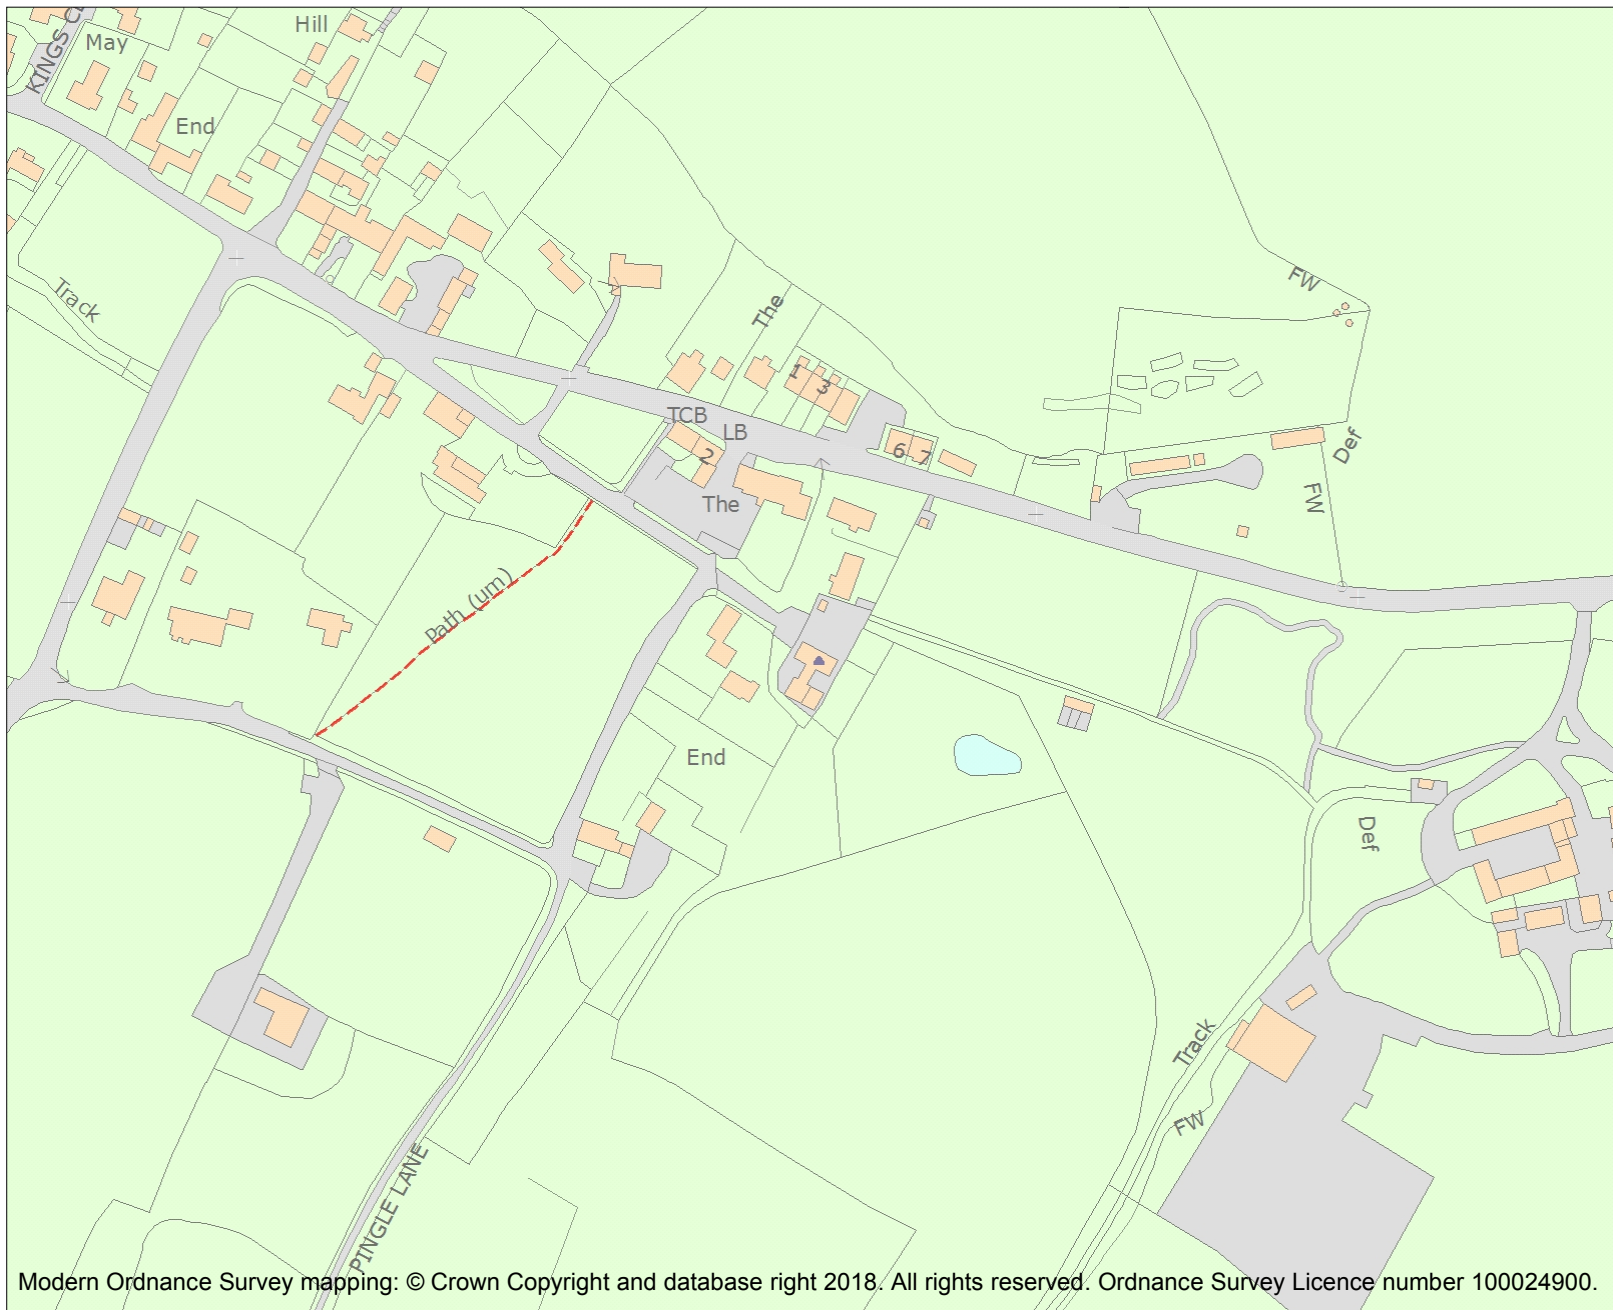 KINGS CL
May
Hill
End
Track
FW
The
1
3
TCB
LB
2
6
7
The
Def
FW
Path (um)
End
Def
Track
FW
PINGLE LANE
Modern Ordnance Survey mapping: © Crown Copyright and database right 2018. All rights reserved. Ordnance Survey Licence number 100024900.